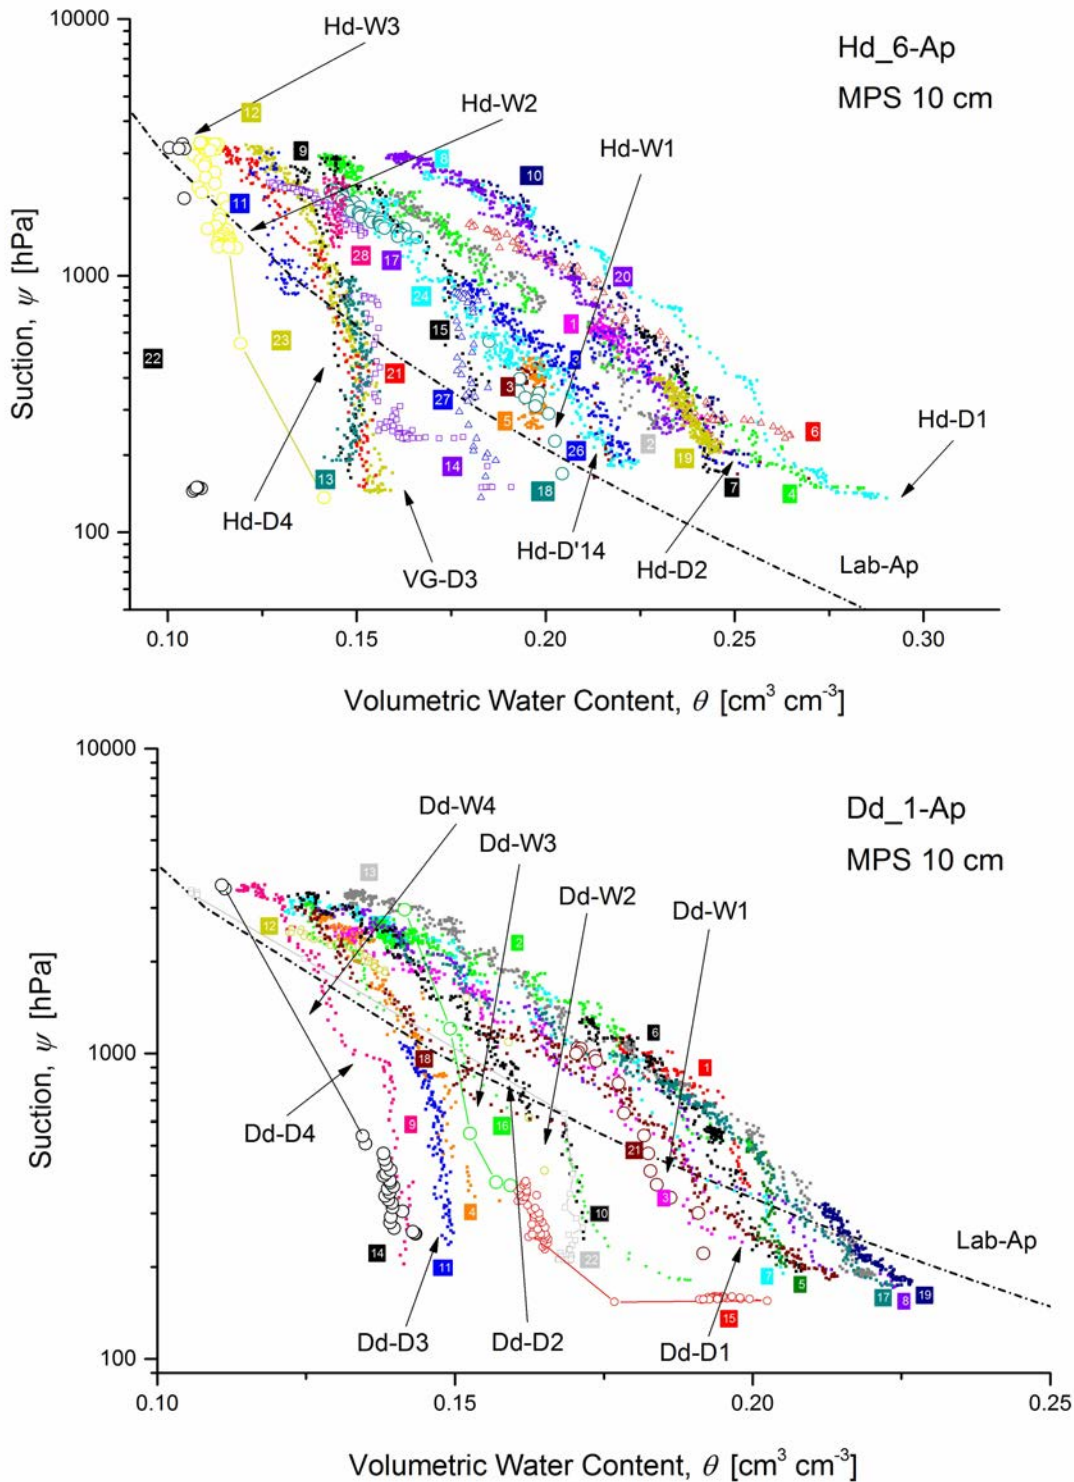 10000
Hd-W3
Hd_6-Ap
MPS 10 cm
12
Hd-W2
Hd-W1
9
8
10
11
28
17
20
1000
24
1
15
3
22
23
21
3
27
5
2
6
Hd-D1
14
26
19
13
18
7
4
100
Hd-D4
VG-D3
Hd-D'14
Hd-D2
Lab-Ap
Suction, ψ [hPa]
0.10
0.15
0.20
0.25
0.30
Volumetric Water Content, θ [cm³ cm⁻³]
10000
Dd-W4
Dd-W3
Dd-W2
Dd-W1
Dd_1-Ap
MPS 10 cm
13
12
2
6
1
1000
18
Dd-D4
9
16
21
3
4
10
14
11
22
7
5
17
8
19
15
Lab-Ap
Dd-D3
Dd-D2
Dd-D1
100
Suction, ψ [hPa]
0.10
0.15
0.20
0.25
Volumetric Water Content, θ [cm³ cm⁻³]